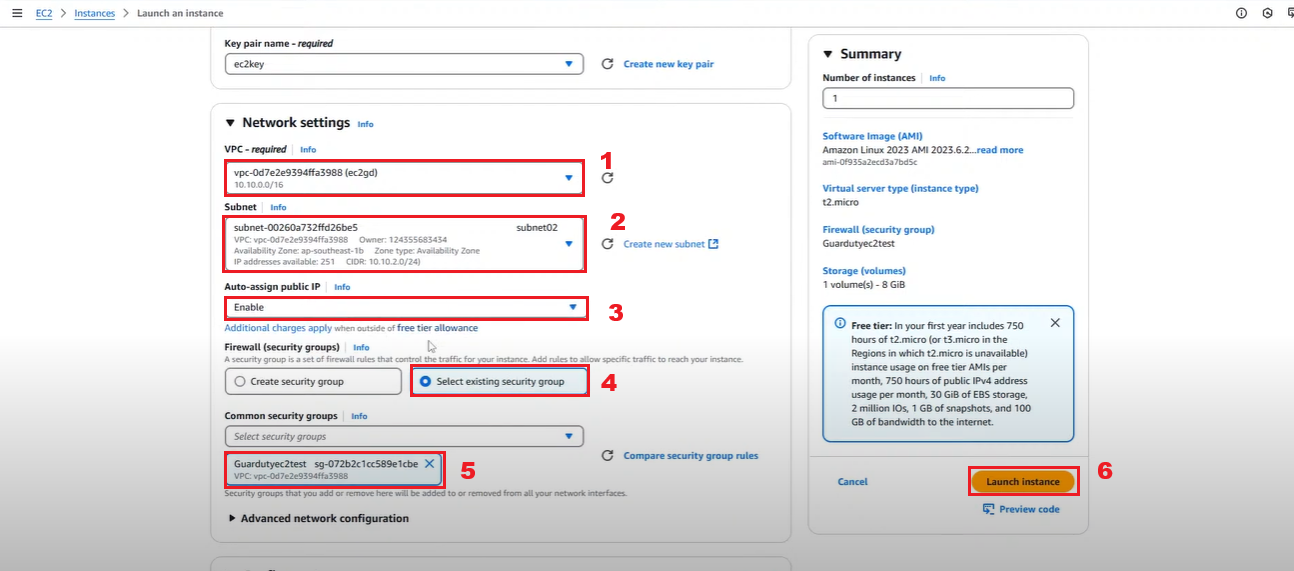 EC2 > Instances > Launch an instance
Key pair name - required
ec2key
Create new key pair
Network settings Info
VPC - required Info
vpc-0d7e2e9394ffa3988 (ec2gd)
10.10.0.0/16
1
Subnet Info
subnet-00260a732ffd26be5 subnet02
VPC: vpc-0d7e2e9394ffa3988 Owner: 124355683434
Availability Zone: ap-southeast-1b Zone type: Availability Zone
IP addresses available: 251 CIDR: 10.10.2.0/24)
2
Create new subnet
Auto-assign public IP Info
Enable
3
Additional charges apply when outside of free tier allowance
Firewall (security groups) Info
A security group is a set of firewall rules that control the traffic for your instance. Add rules to allow specific traffic to reach your instance.
Create security group
Select existing security group
4
Common security groups Info
Select security groups
Guardutyec2test sg-072b2c1cc589e1cbe
VPC: vpc-0d7e2e9394ffa3988
5
Compare security group rules
Security groups that you add or remove here will be added to or removed from all your network interfaces.
Advanced network configuration
Summary
Number of instances Info
1
Software Image (AMI)
Amazon Linux 2023 AMI 2023.6.2...read more
ami-0f935a2ecd3a7bd5c
Virtual server type (instance type)
t2.micro
Firewall (security group)
Guardutyec2test
Storage (volumes)
1 volume(s) - 8 GiB
Free tier: In your first year includes 750
hours of t2.micro (or t3.micro in the
Regions in which t2.micro is unavailable)
instance usage on free tier AMIs per
month, 750 hours of public IPv4 address
usage per month, 30 GiB of EBS storage,
2 million IOs, 1 GB of snapshots, and 100
GB of bandwidth to the internet.
Cancel
Launch instance
6
Preview code